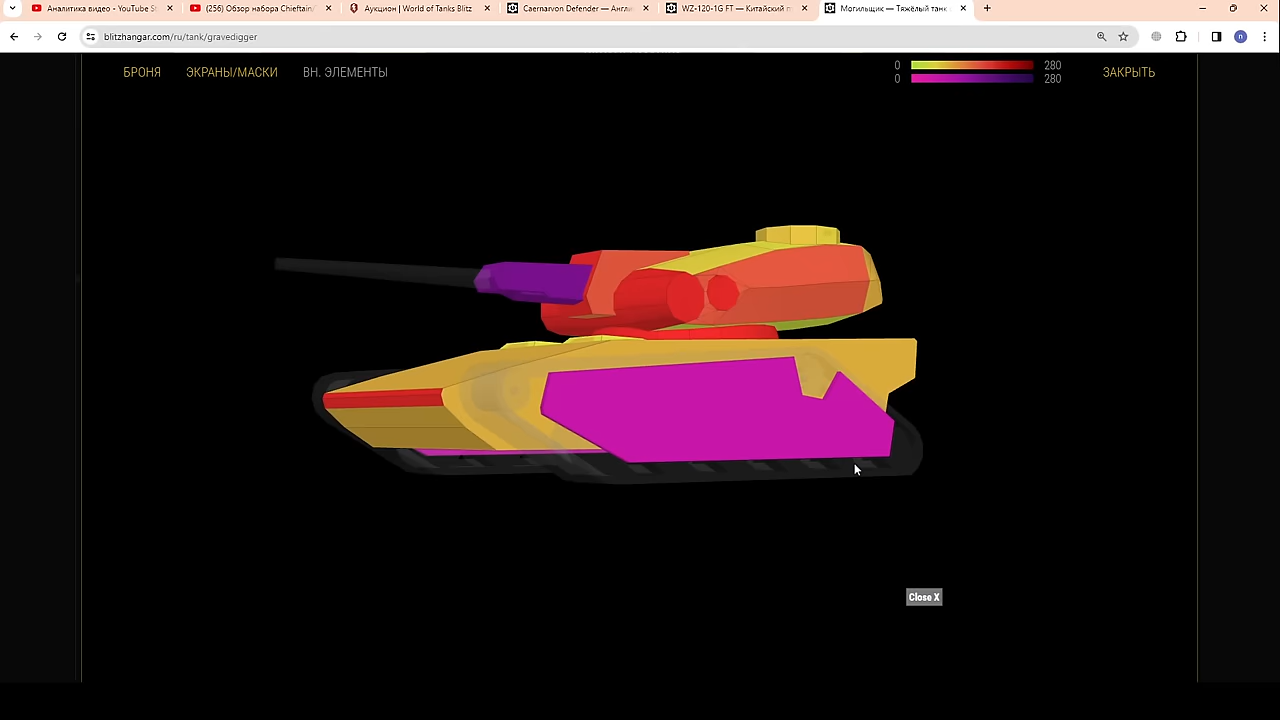 Аналитика видео - YouTube St
(256) Обзор набора Chieftain/
Аукцион | World of Tanks Blitz
Caernarvon Defender — Англи
WZ-120-1G FT — Китайский п
Могильщик — Тяжёлый танк
blitzhangar.com/ru/tank/gravedigger
n
БРОНЯ ЭКРАНЫ/МАСКИ ВН. ЭЛЕМЕНТЫ
0 280
0 280
ЗАКРЫТЬ
Close X